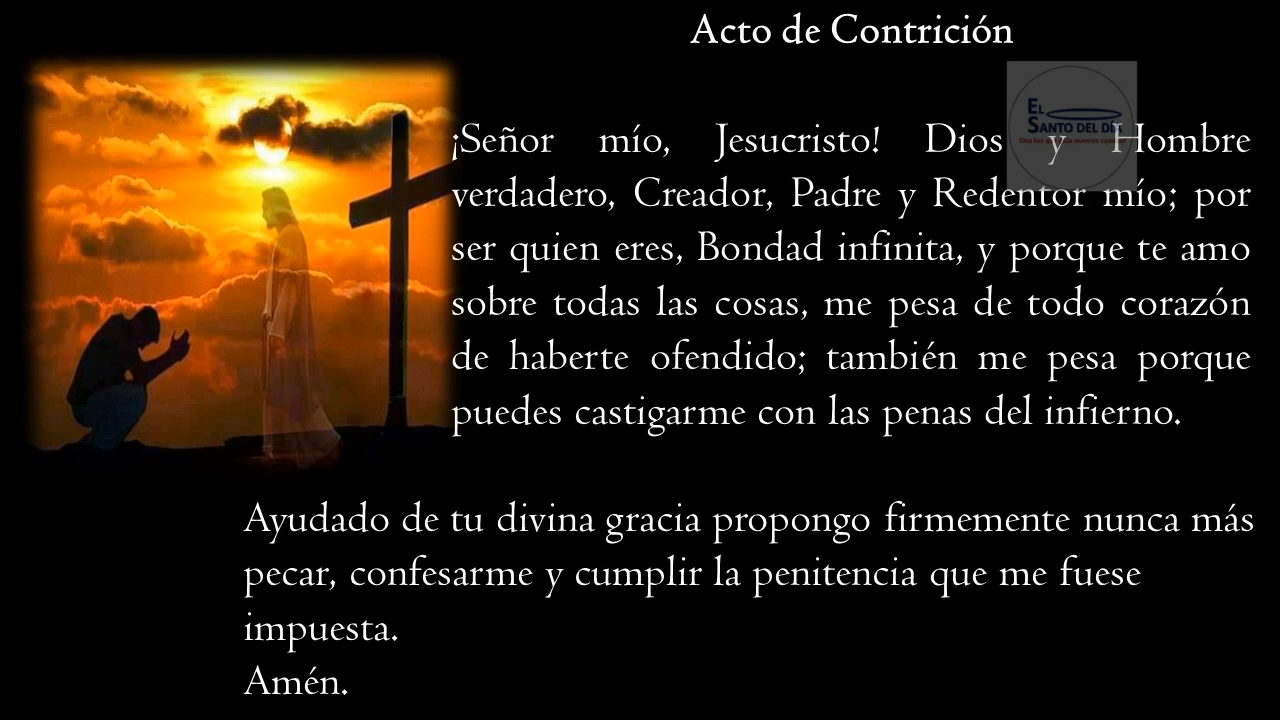 Acto de Contrición
EL
SANTO DEL DÍA
¡Señor mío, Jesucristo! Dios y Hombre
verdadero, Creador, Padre y Redentor mío; por
ser quien eres, Bondad infinita, y porque te amo
sobre todas las cosas, me pesa de todo corazón
de haberte ofendido; también me pesa porque
puedes castigarme con las penas del infierno.
Ayudado de tu divina gracia propongo firmemente nunca más
pecar, confesarme y cumplir la penitencia que me fuese
impuesta.
Amén.